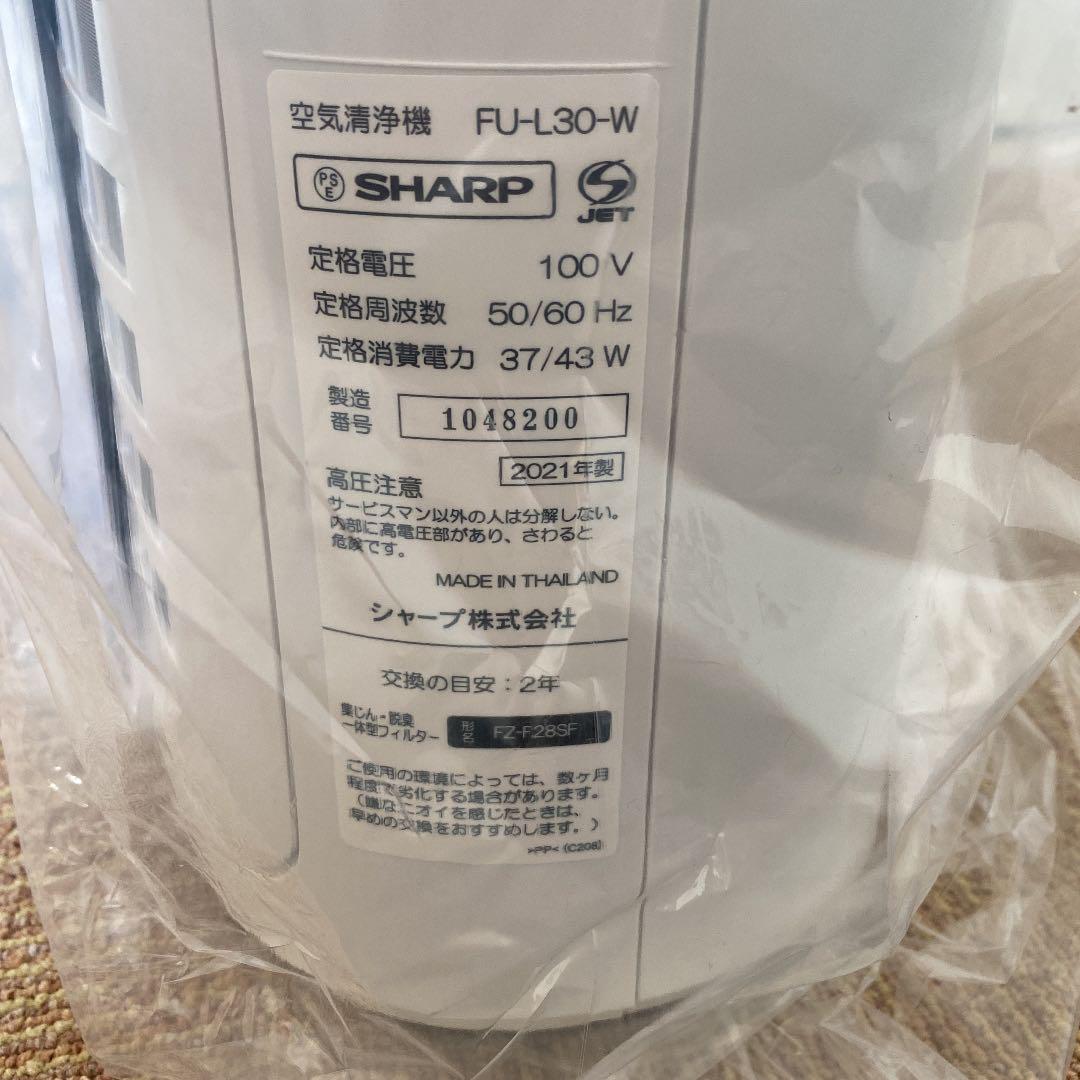 空気清浄機 FU-L30-W
PSE SHARP JET
定格電圧 100 V
定格周波数 50/60 Hz
定格消費電力 37/43 W
製造
番号 1048200
2021年製
高圧注意
サービスマン以外の人は分解しない。
内部に高電圧部があり、さわると
危険です。
MADE IN THAILAND
シャープ株式会社
交換の目安：2年
集じん・脱臭
一体型フィルター 形名 FZ-F28SF
ご使用の環境によっては、数ヶ月
程度で劣化する場合があります。
（嫌なニオイを感じたときは、
早めの交換をおすすめします。）
>PP< (C208)